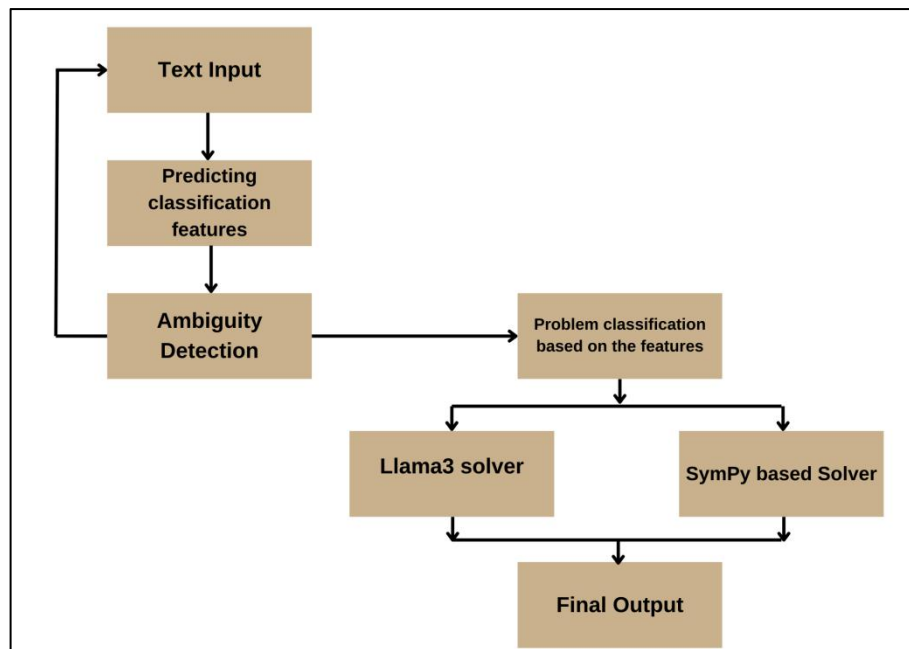 Text Input
Predicting
classification
features
Ambiguity
Detection
Problem classification
based on the features
Llama3 solver
SymPy based Solver
Final Output